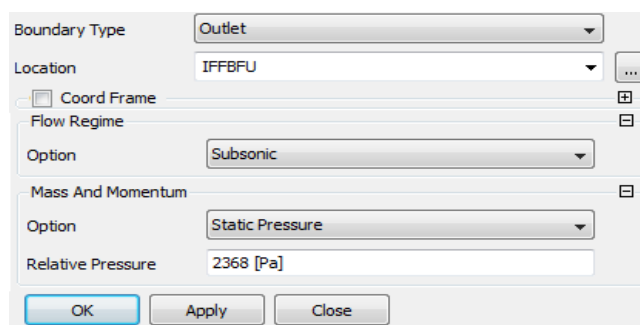 Boundary Type Outlet
Location IFFBFU ...
Coord Frame
Flow Regime
Option Subsonic
Mass And Momentum
Option Static Pressure
Relative Pressure 2368 [Pa]
OK Apply Close